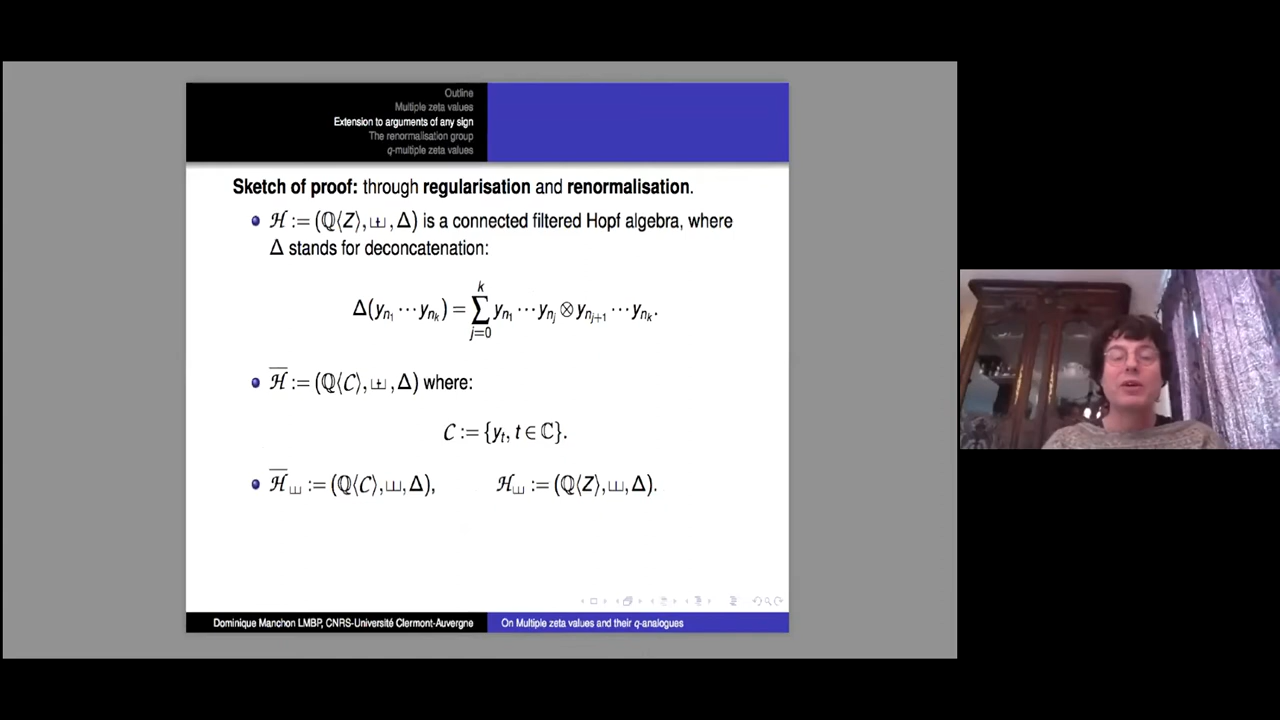 Outline
Multiple zeta values
Extension to arguments of any sign
The renormalisation group
q-multiple zeta values
Sketch of proof: through regularisation and renormalisation.
ℋ := (ℚ⟨Z⟩, ⧢, Δ) is a connected filtered Hopf algebra, where
Δ stands for deconcatenation:
Δ(y_{n_1} ⋯ y_{n_k}) = ∑_{j=0}^{k} y_{n_1} ⋯ y_{n_j} ⊗ y_{n_{j+1}} ⋯ y_{n_k}.
ℋ̅ := (ℚ⟨C⟩, ⧢, Δ) where:
C := {y_t, t ∈ ℂ}.
ℋ̅_ш := (ℚ⟨C⟩, ш, Δ), ℋ_ш := (ℚ⟨Z⟩, ш, Δ).
Dominique Manchon LMBP, CNRS-Université Clermont-Auvergne On Multiple zeta values and their q-analogues